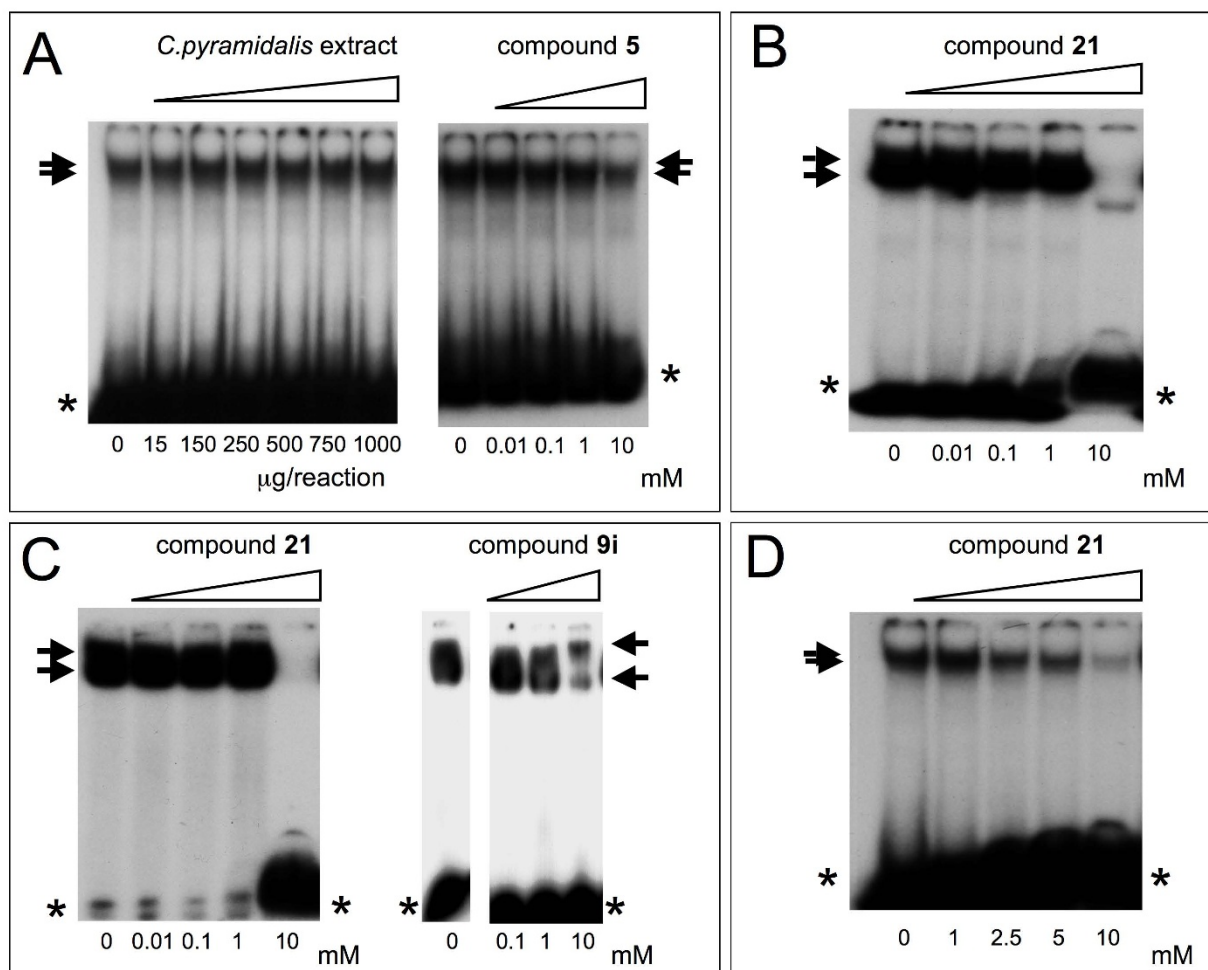 A
C.pyramidalis extract
compound 5
*
*
0 15 150 250 500 750 1000
μg/reaction
0 0.01 0.1 1 10
mM
B
compound 21
*
*
0 0.01 0.1 1 10
mM
C
compound 21
compound 9i
*
*
*
*
0 0.01 0.1 1 10
mM
0 0.1 1 10
mM
D
compound 21
*
*
0 1 2.5 5 10
mM